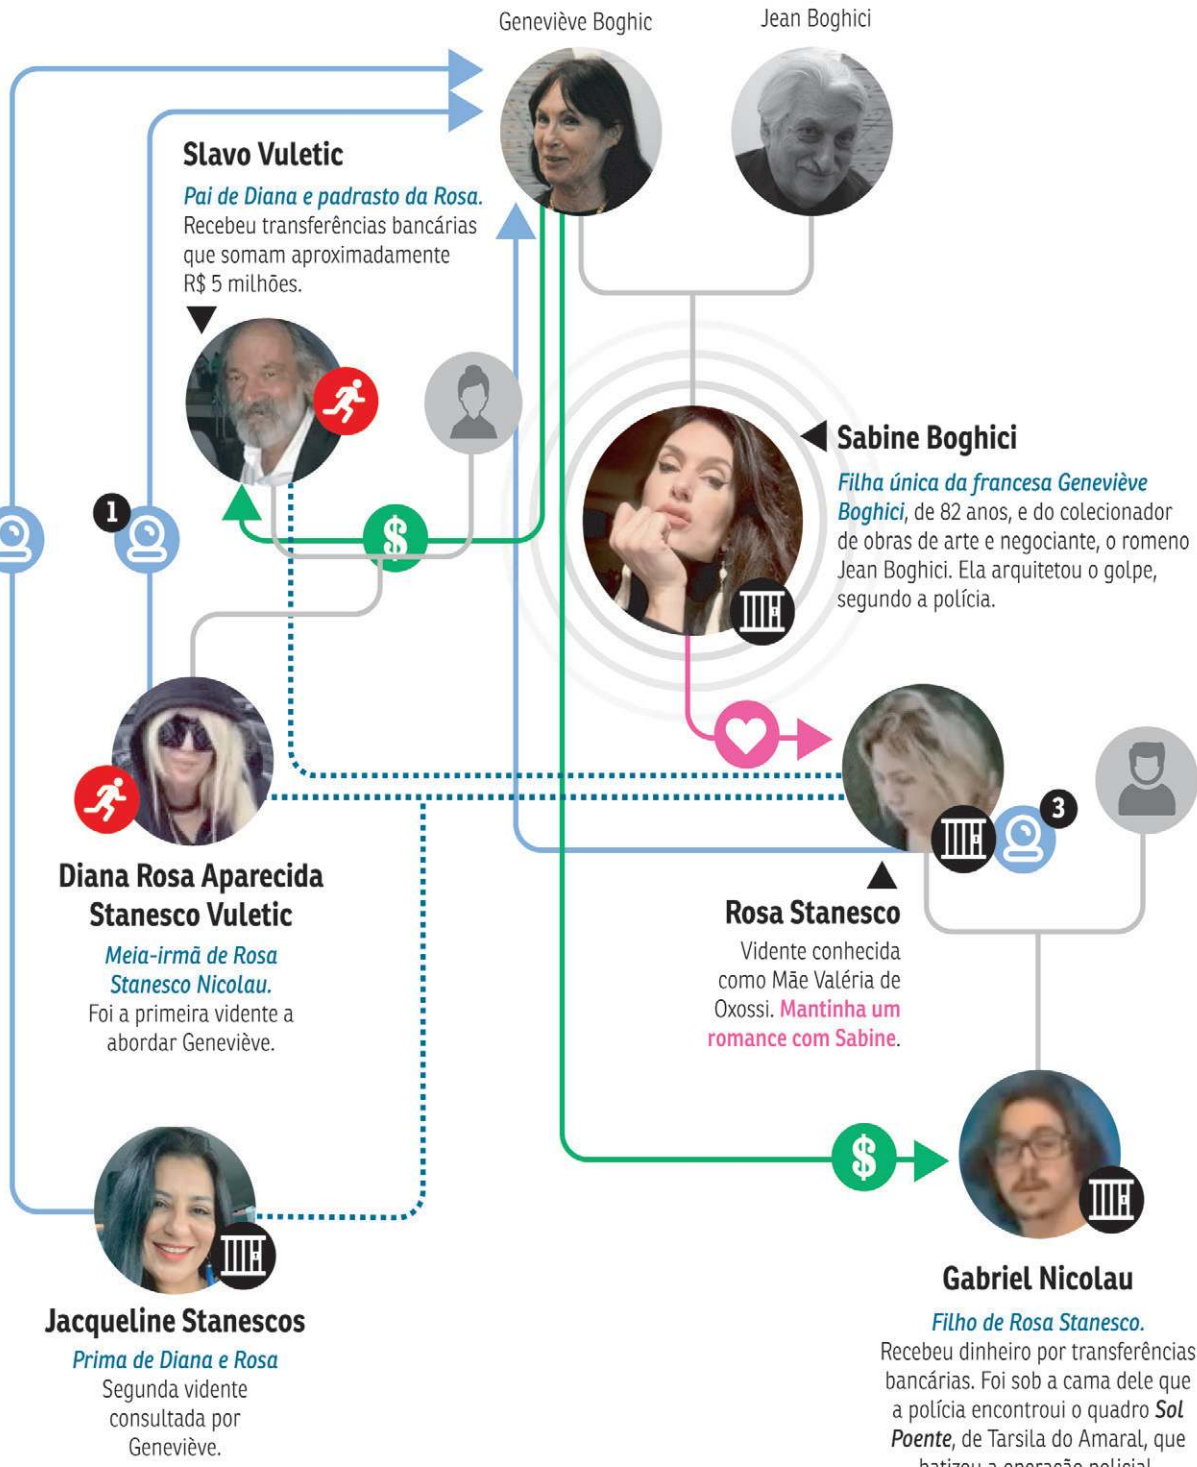 Geneviève Boghic
Jean Boghici
Slavo Vuletic
Pai de Diana e padrasto da Rosa.
Recebeu transferências bancárias
que somam aproximadamente
R$ 5 milhões.
Sabine Boghici
Filha única da francesa Geneviève
Boghici, de 82 anos, e do colecionador
de obras de arte e negociante, o romeno
Jean Boghici. Ela arquitetou o golpe,
segundo a polícia.
1
$
Diana Rosa Aparecida
Stanesco Vuletic
Meia-irmã de Rosa
Stanesco Nicolau.
Foi a primeira vidente a
abordar Geneviève.
3
Rosa Stanesco
Vidente conhecida
como Mãe Valéria de
Oxossi. Mantinha um
romance com Sabine.
$
Jacqueline Stanescos
Prima de Diana e Rosa
Segunda vidente
consultada por
Geneviève.
Gabriel Nicolau
Filho de Rosa Stanesco.
Recebeu dinheiro por transferências
bancárias. Foi sob a cama dele que
a polícia encontroui o quadro Sol
Poente, de Tarsila do Amaral, que
batizou a operação policial.